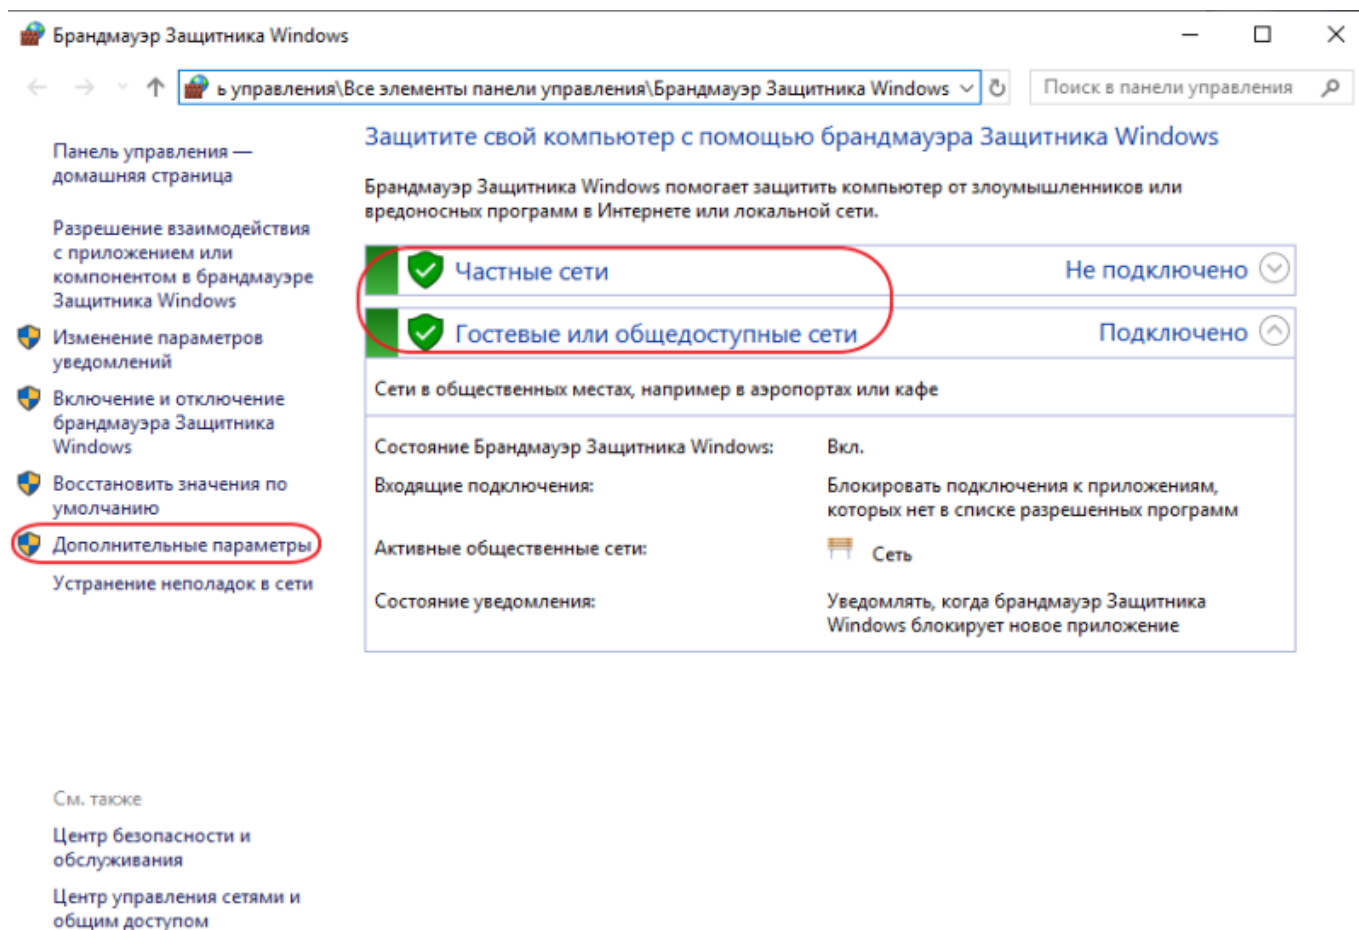 Брандмауэр Защитника Windows
ь управления\Все элементы панели управления\Брандмауэр Защитника Windows
Поиск в панели управления
Панель управления —
домашняя страница
Разрешение взаимодействия
с приложением или
компонентом в брандмауэре
Защитника Windows
Изменение параметров
уведомлений
Включение и отключение
брандмауэра Защитника
Windows
Восстановить значения по
умолчанию
Дополнительные параметры
Устранение неполадок в сети
См. также
Центр безопасности и
обслуживания
Центр управления сетями и
общим доступом
Защитите свой компьютер с помощью брандмауэра Защитника Windows
Брандмауэр Защитника Windows помогает защитить компьютер от злоумышленников или
вредоносных программ в Интернете или локальной сети.
Частные сети Не подключено
Гостевые или общедоступные сети Подключено
Сети в общественных местах, например в аэропортах или кафе
Состояние Брандмауэр Защитника Windows: Вкл.
Входящие подключения: Блокировать подключения к приложениям,
которых нет в списке разрешенных программ
Активные общественные сети: Сеть
Состояние уведомления: Уведомлять, когда брандмауэр Защитника
Windows блокирует новое приложение